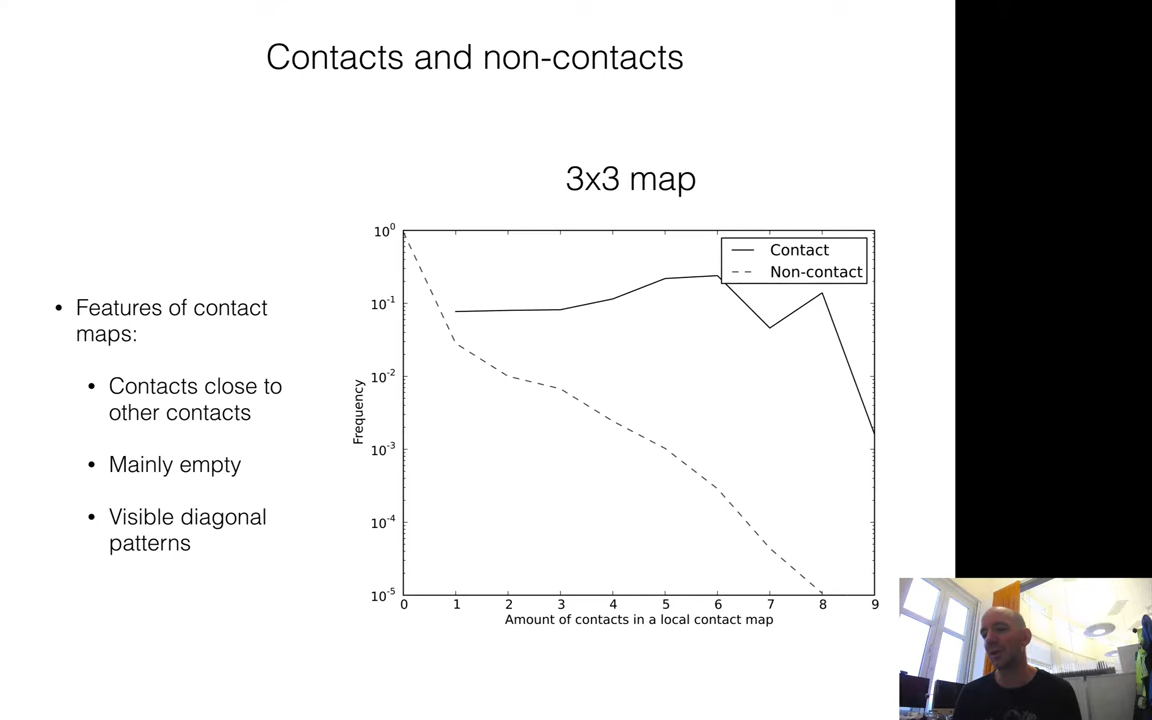 Contacts and non-contacts
3x3 map
• Features of contact
maps:
• Contacts close to
other contacts
• Mainly empty
• Visible diagonal
patterns
Contact
Non-contact
Frequency
10^0
10^-1
10^-2
10^-3
10^-4
10^-5
0 1 2 3 4 5 6 7 8 9
Amount of contacts in a local contact map